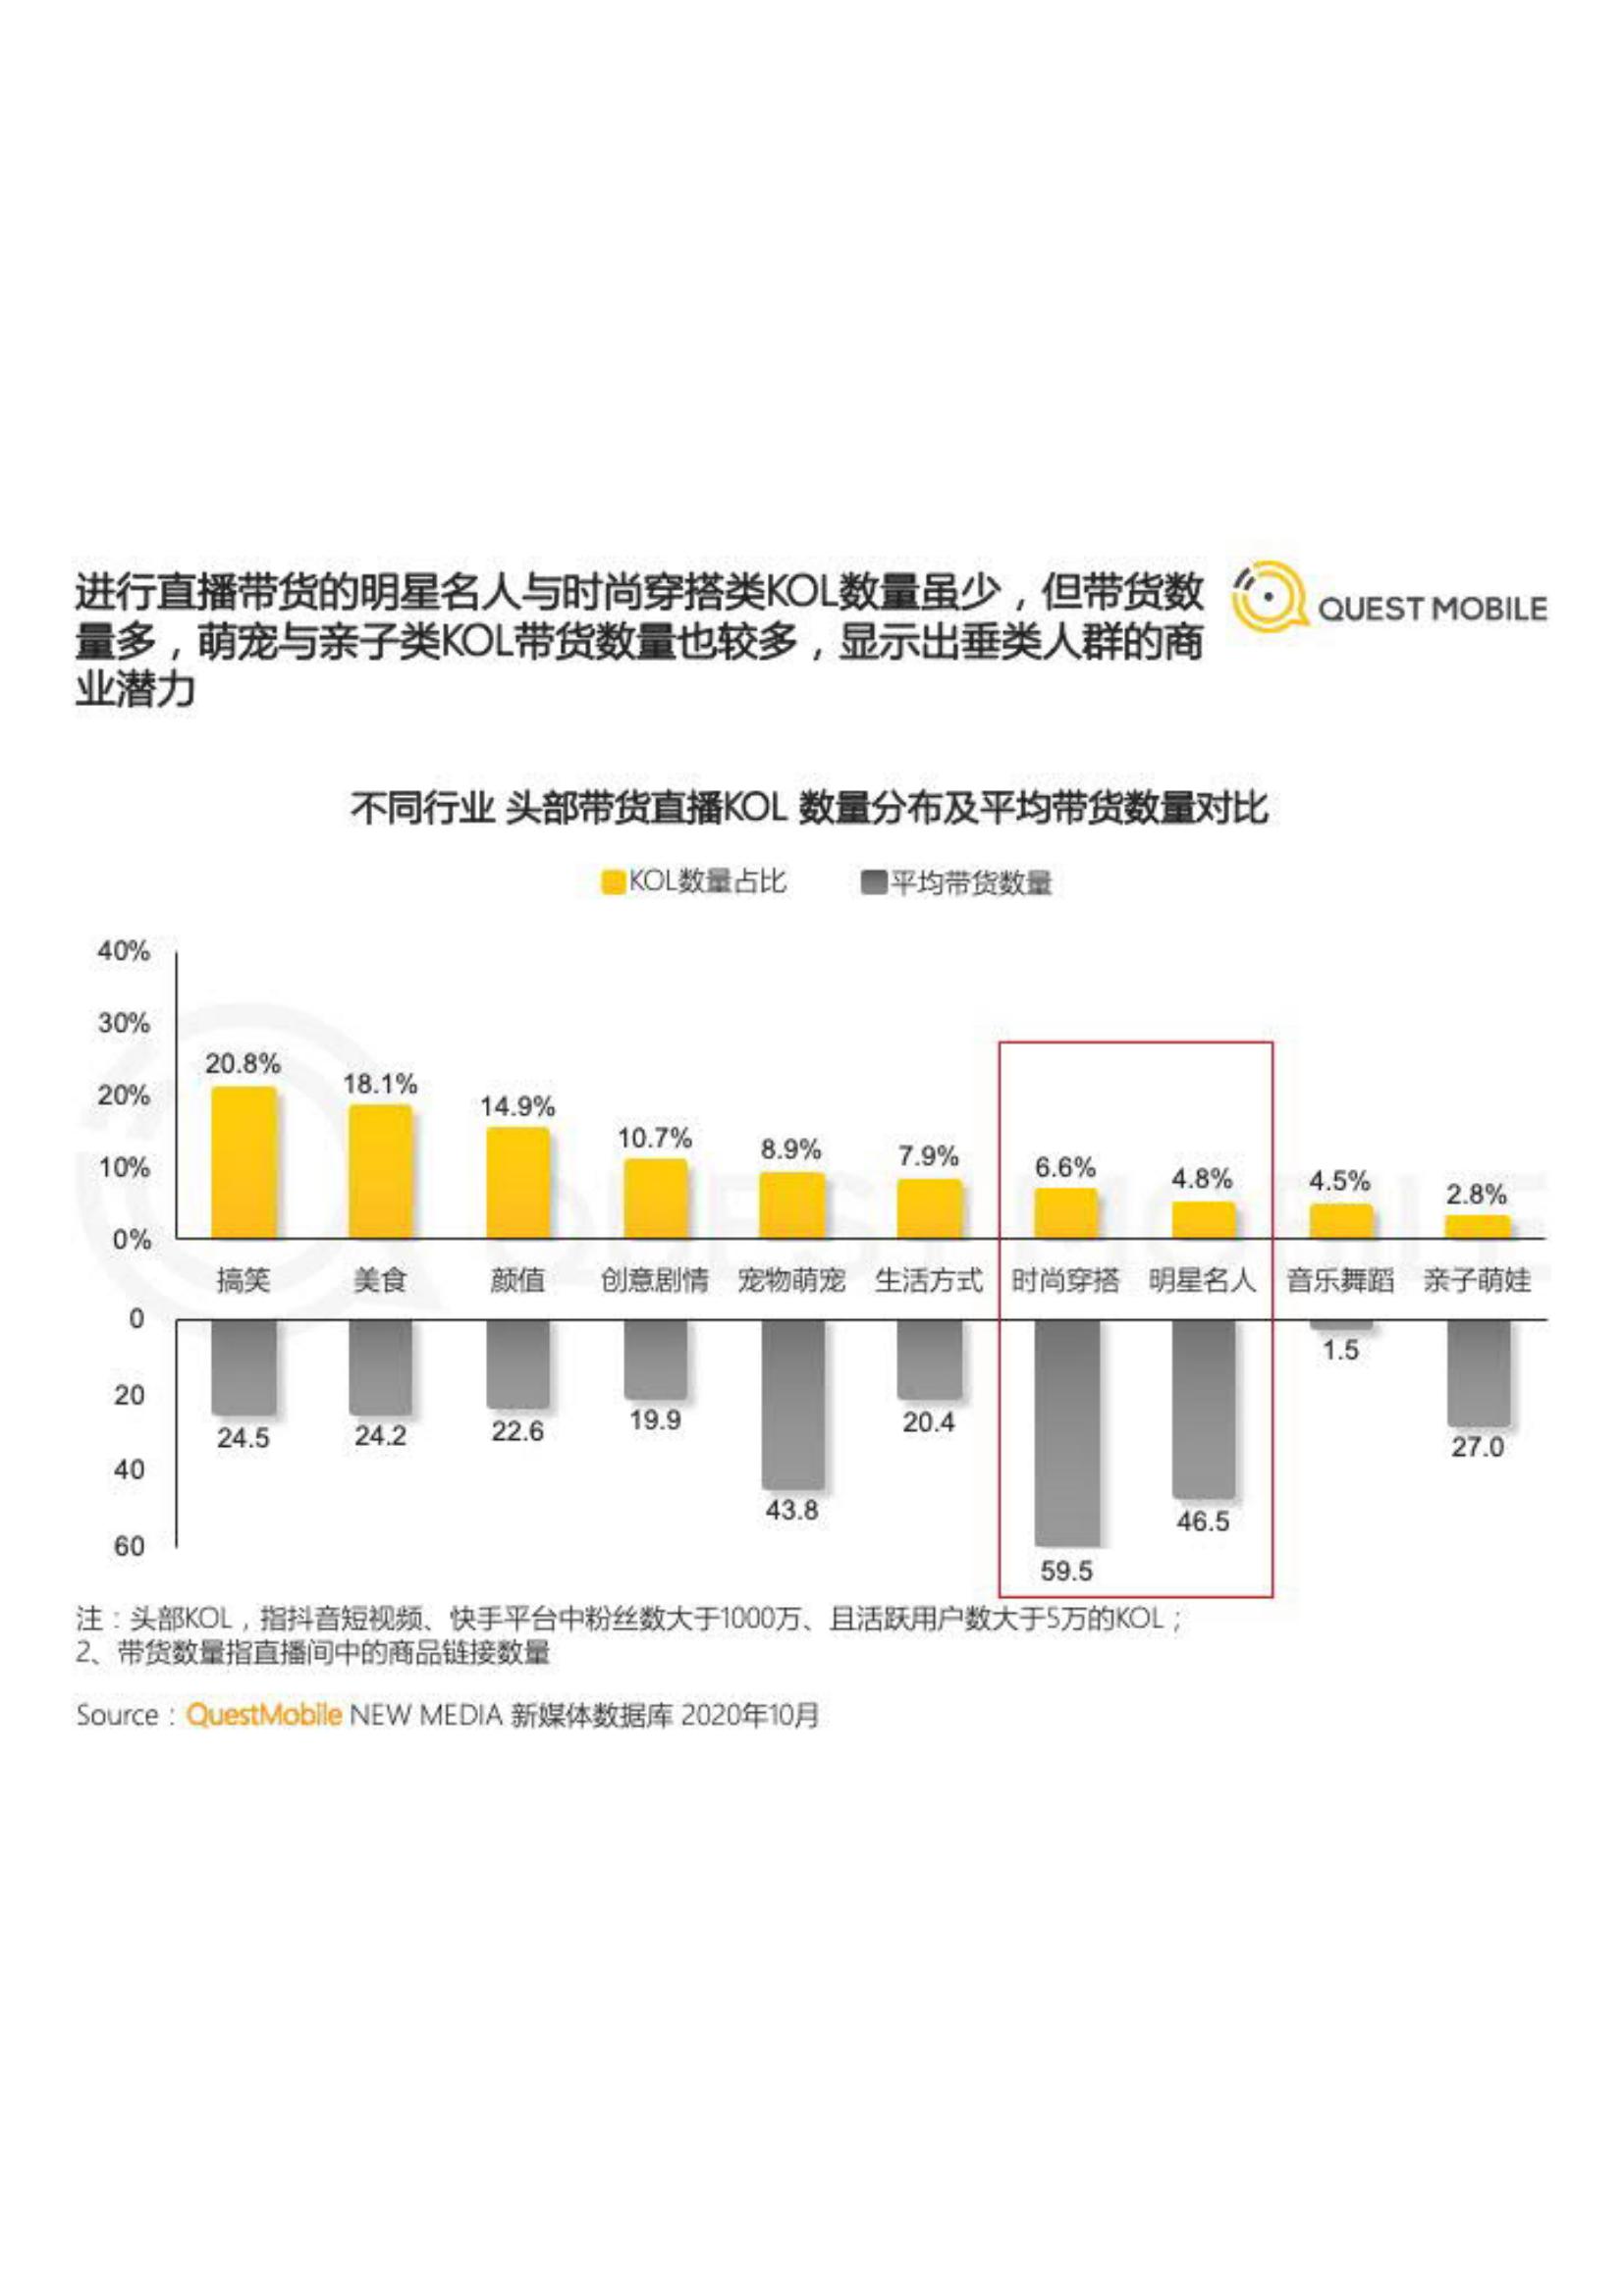 进行直播带货的明星名人与时尚穿搭类KOL数量虽少，但带货数
量多，萌宠与亲子类KOL带货数量也较多，显示出垂类人群的商
业潜力
QUEST MOBILE
不同行业 头部带货直播KOL 数量分布及平均带货数量对比
KOL数量占比 平均带货数量
40%
30%
20%
10%
0%
20.8% 18.1% 14.9% 10.7% 8.9% 7.9% 6.6% 4.8% 4.5% 2.8%
搞笑 美食 颜值 创意剧情 宠物萌宠 生活方式 时尚穿搭 明星名人 音乐舞蹈 亲子萌娃
0
20
40
60
24.5 24.2 22.6 19.9 43.8 20.4 59.5 46.5 1.5 27.0
注：头部KOL，指抖音短视频、快手平台中粉丝数大于1000万、且活跃用户数大于5万的KOL；
2、带货数量指直播间中的商品链接数量
Source：QuestMobile NEW MEDIA 新媒体数据库 2020年10月
QUEST MOBILE